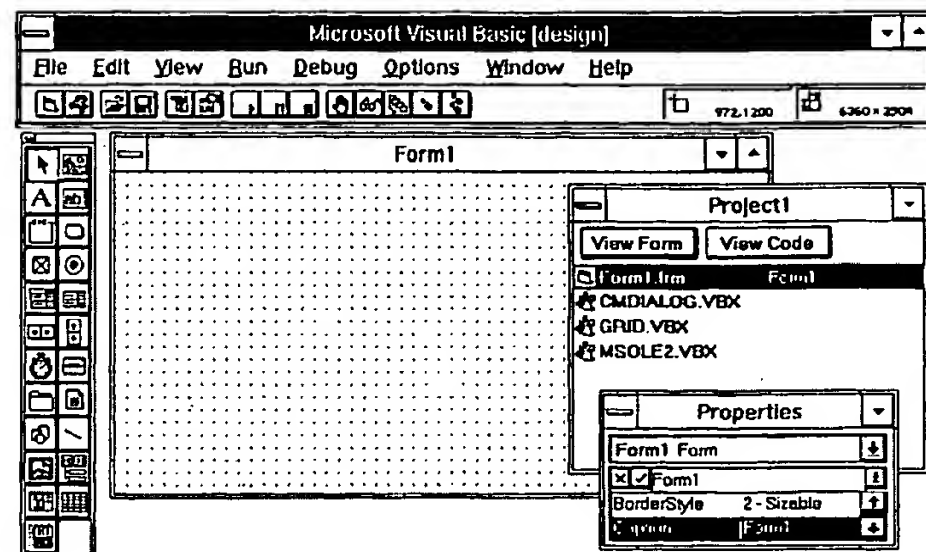 Microsoft Visual Basic [design]
File Edit View Run Debug Options Window Help
972,1200
Form1
A
Project1
View Form View Code
Form1.frm Form1
CMDIALOG.VBX
GRID.VBX
MSOLE2.VBX
Properties
Form1 Form
Form1
BorderStyle 2 - Sizable
Caption Form1